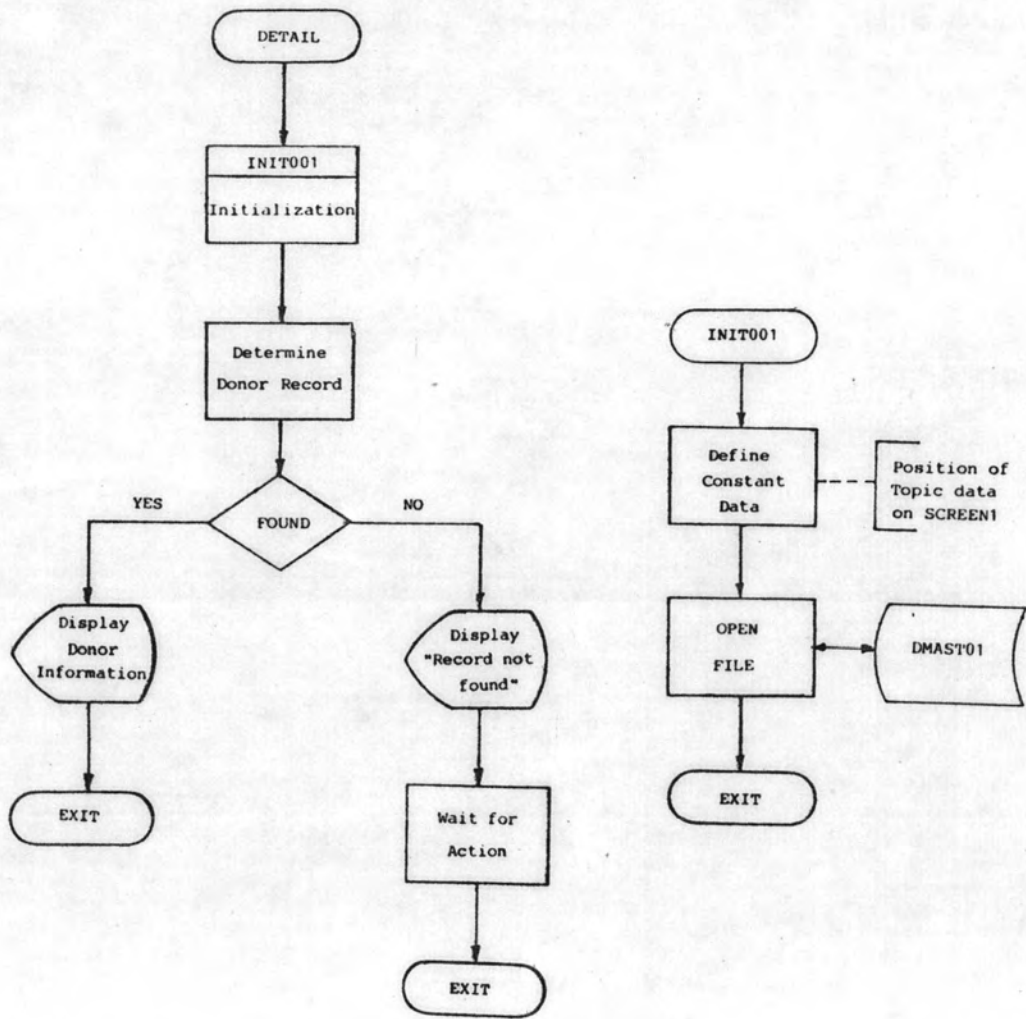 DETAIL
INIT001
Initialization
Determine
Donor Record
YES
FOUND
NO
Display
Donor
Information
Display
"Record not
found"
EXIT
Wait for
Action
EXIT
INIT001
Define
Constant
Data
Position of
Topic data
on SCREEN1
OPEN
FILE
DMAST01
EXIT